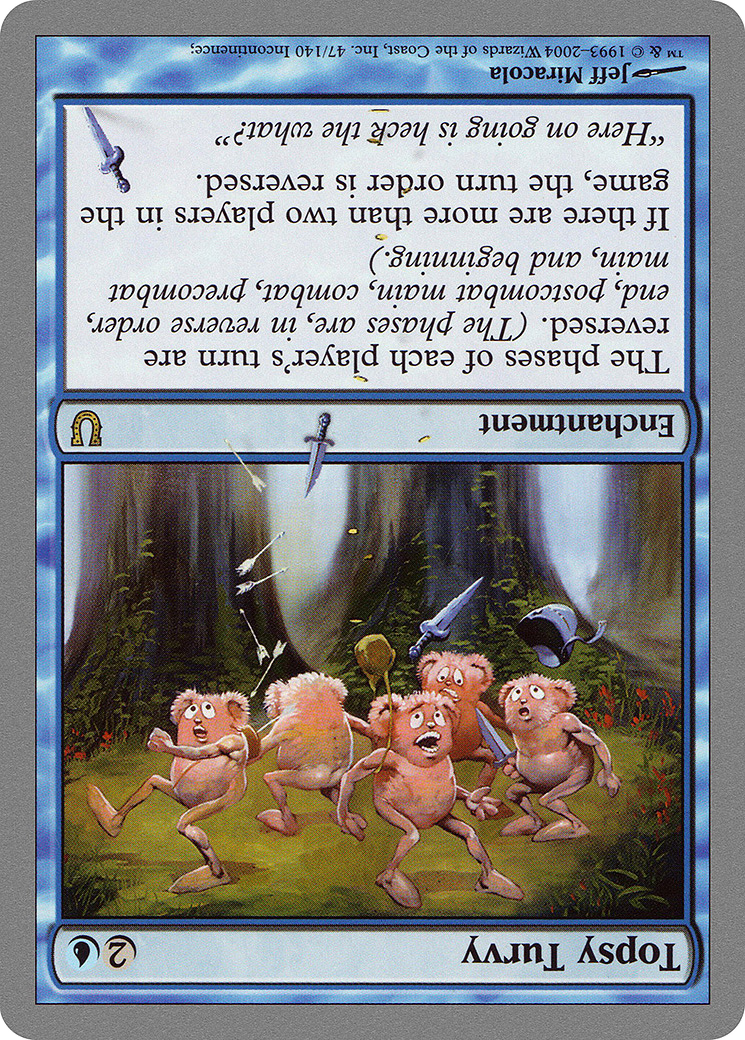 Topsy Turvy 2
Enchantment
The phases of each player's turn are
reversed. (The phases are, in reverse order,
end, postcombat main, combat, precombat
main, and beginning.)
If there are more than two players in the
game, the turn order is reversed.
"Here on going is heck the what?"
Jeff Miracola
™ & © 1993–2004 Wizards of the Coast, Inc. 47/140 Incontinence;